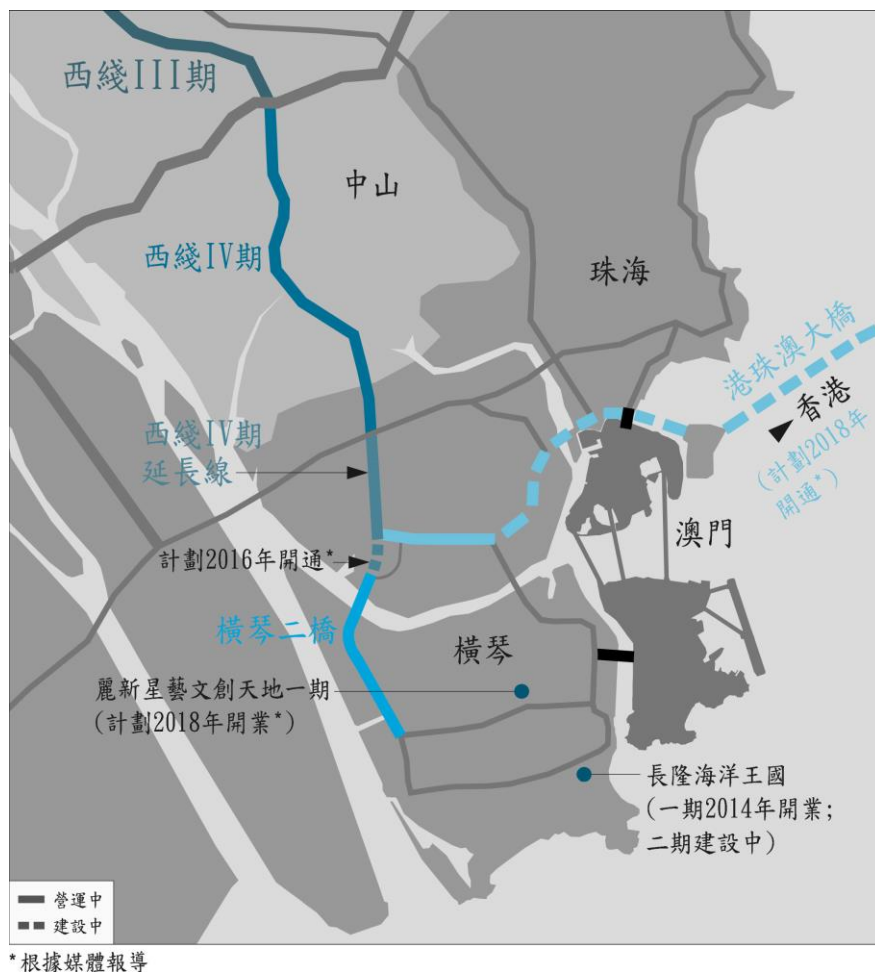 西綫III期
中山
西綫IV期
珠海
港珠澳大橋
香港
(計劃2018年
開通*)
西綫IV期
延長線
澳門
計劃2016年開通*
橫琴二橋
橫琴
麗新星藝文創天地一期
(計劃2018年開業*)
長隆海洋王國
(一期2014年開業;
二期建設中)
營運中
建設中
*根據媒體報導